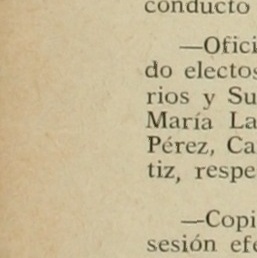 conducto
—Ofici
do electos
rios y Su
María La
Pérez, Ca
tiz, respe
—Copi
sesión efe